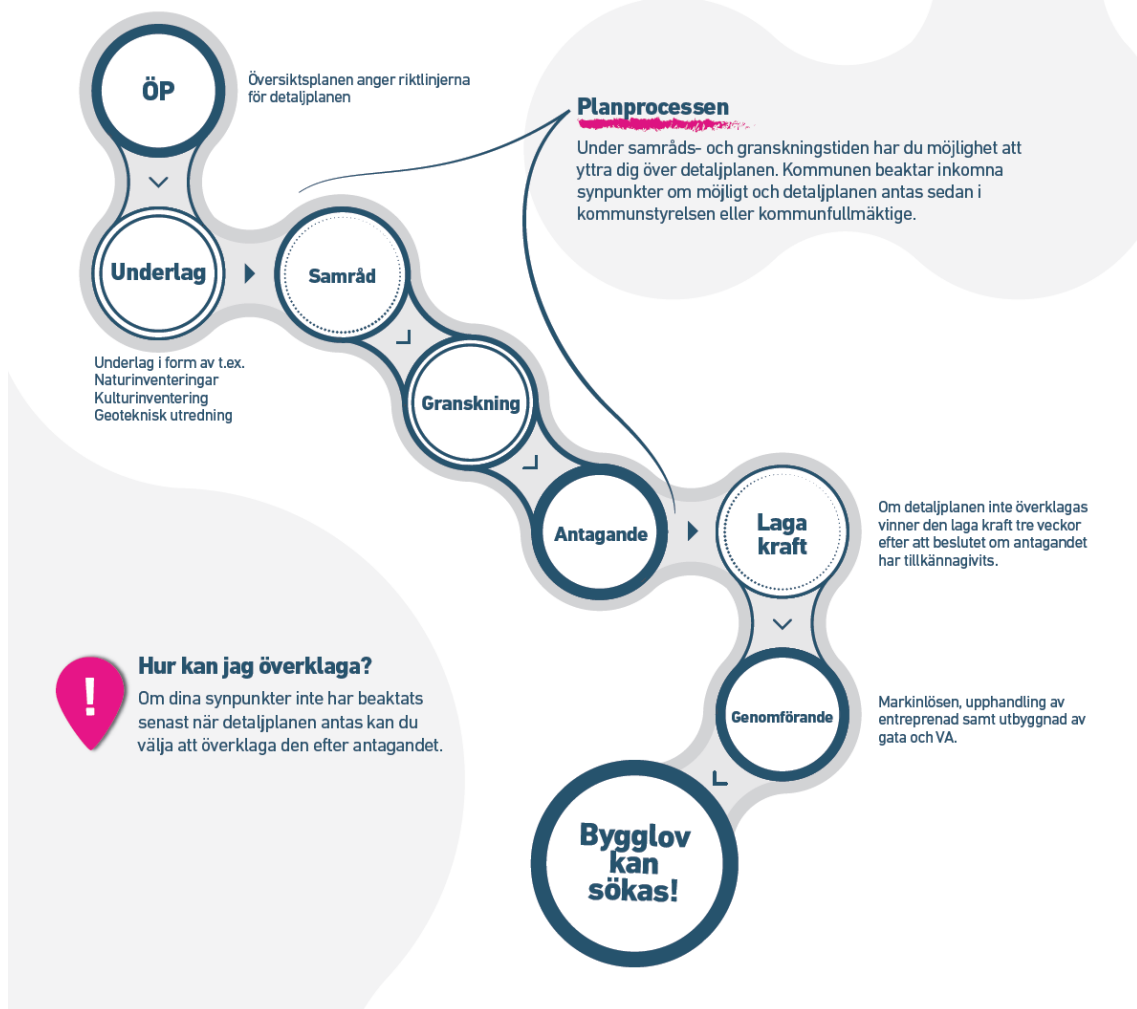 ÖP
Översiktsplanen anger riktlinjerna
för detaljplanen
Planprocessen
Under samråds- och granskningstiden har du möjlighet att
yttra dig över detaljplanen. Kommunen beaktar inkomna
synpunkter om möjligt och detaljplanen antas sedan i
kommunstyrelsen eller kommunfullmäktige.
Underlag
Samråd
Underlag i form av t.ex.
Naturinventeringar
Kulturinventering
Geoteknisk utredning
Granskning
Antagande
Laga
kraft
Om detaljplanen inte överklagas
vinner den laga kraft tre veckor
efter att beslutet om antagandet
har tillkännagivits.
!
Hur kan jag överklaga?
Om dina synpunkter inte har beaktats
senast när detaljplanen antas kan du
välja att överklaga den efter antagandet.
Genomförande
Markinlösen, upphandling av
entreprenad samt utbyggnad av
gata och VA.
Bygglov
kan
sökas!